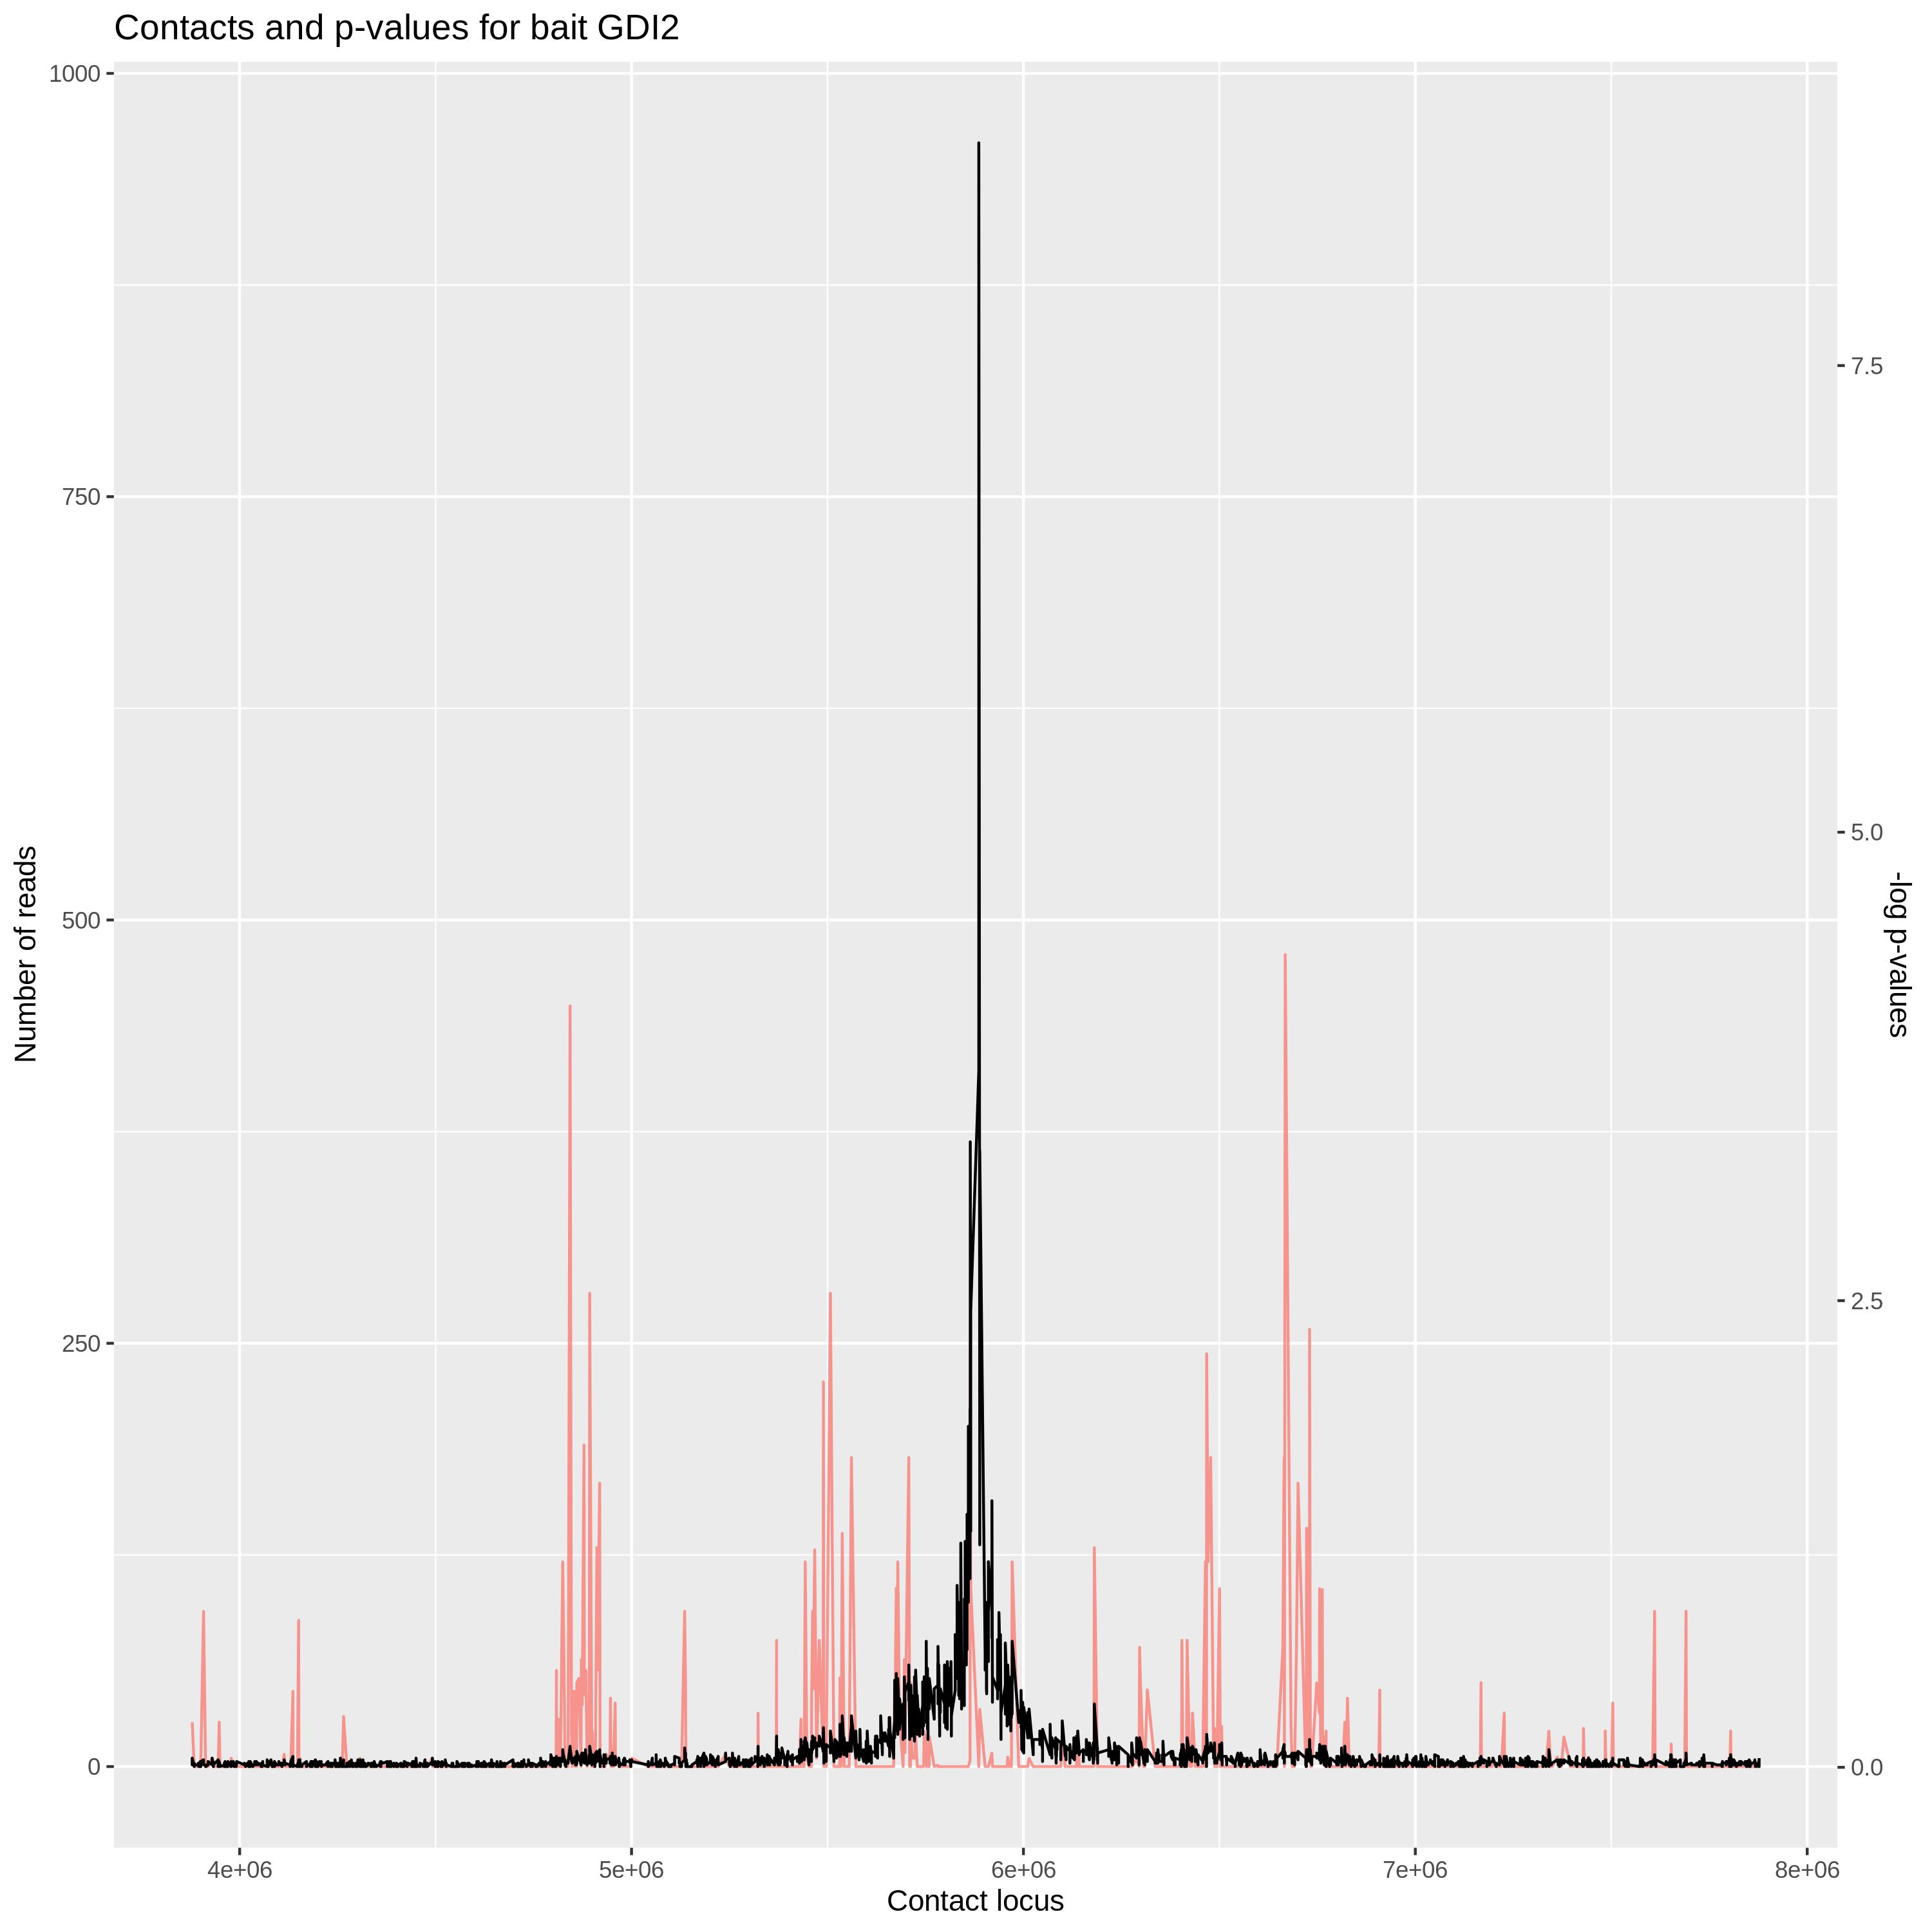 Contacts and p-values for bait GDI2
1000
750
500
250
0
Number of reads
7.5
5.0
2.5
0.0
-log p-values
4e+06
5e+06
6e+06
7e+06
8e+06
Contact locus